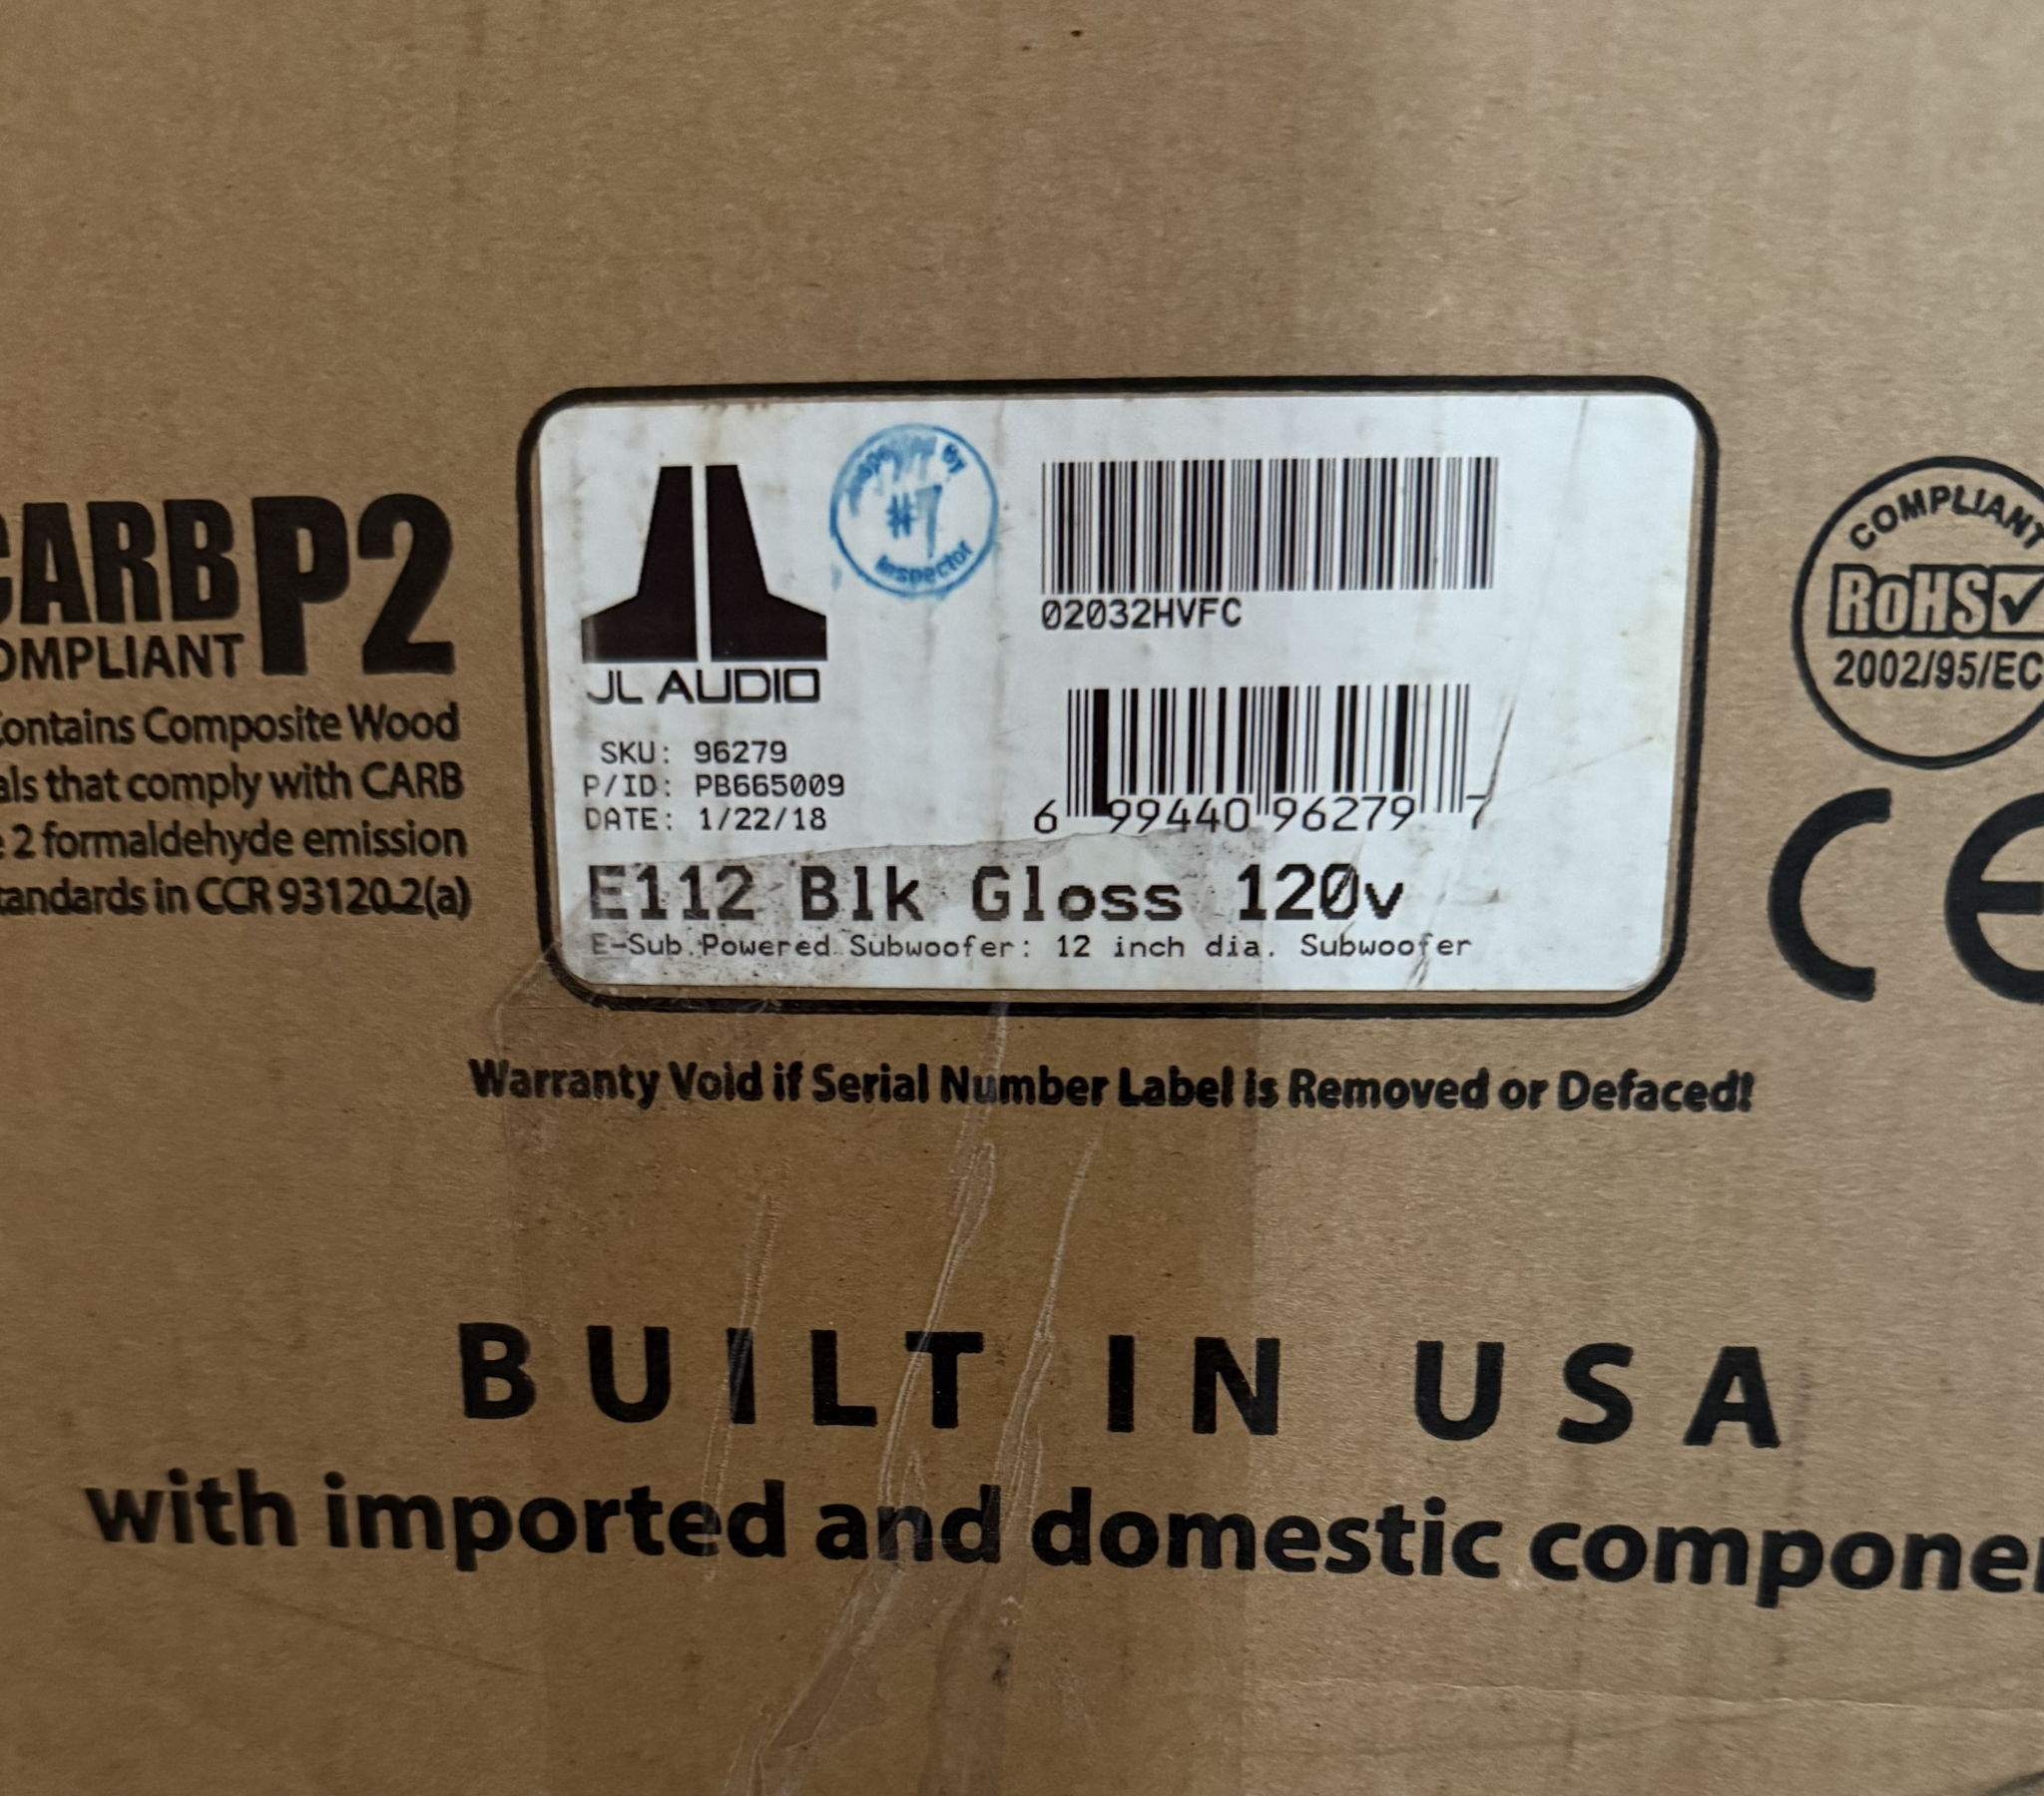 CARB P2
COMPLIANT
Contains Composite Wood
als that comply with CARB
2 formaldehyde emission
tandards in CCR 93120.2(a)
JL AUDIO
Inspected By
#7
Inspector
02032HVFC
SKU: 96279
P/ID: PB665009
DATE: 1/22/18
6 99440 96279 7
E112 Blk Gloss 120v
E-Sub Powered Subwoofer: 12 inch dia. Subwoofer
COMPLIANT
RoHS
2002/95/EC
CE
Warranty Void if Serial Number Label is Removed or Defaced!
BUILT IN USA
with imported and domestic componen